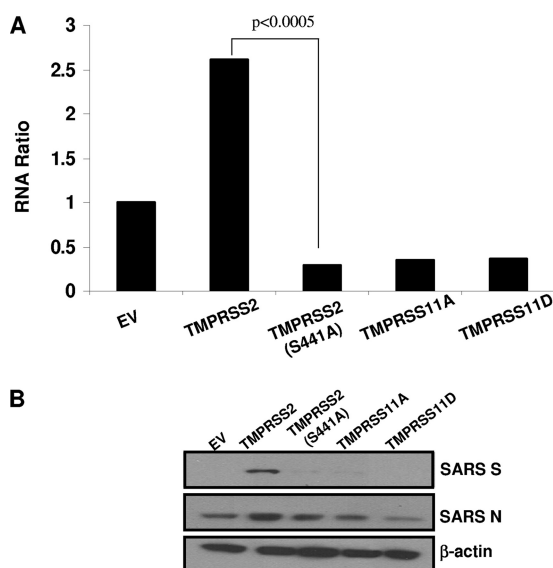 A
p<0.0005
3
2.5
2
1.5
1
0.5
0
RNA Ratio
EV
TMPRSS2
TMPRSS2
(S441A)
TMPRSS11A
TMPRSS11D
B
EV
TMPRSS2
TMPRSS2
(S441A)
TMPRSS11A
TMPRSS11D
SARS S
SARS N
β-actin